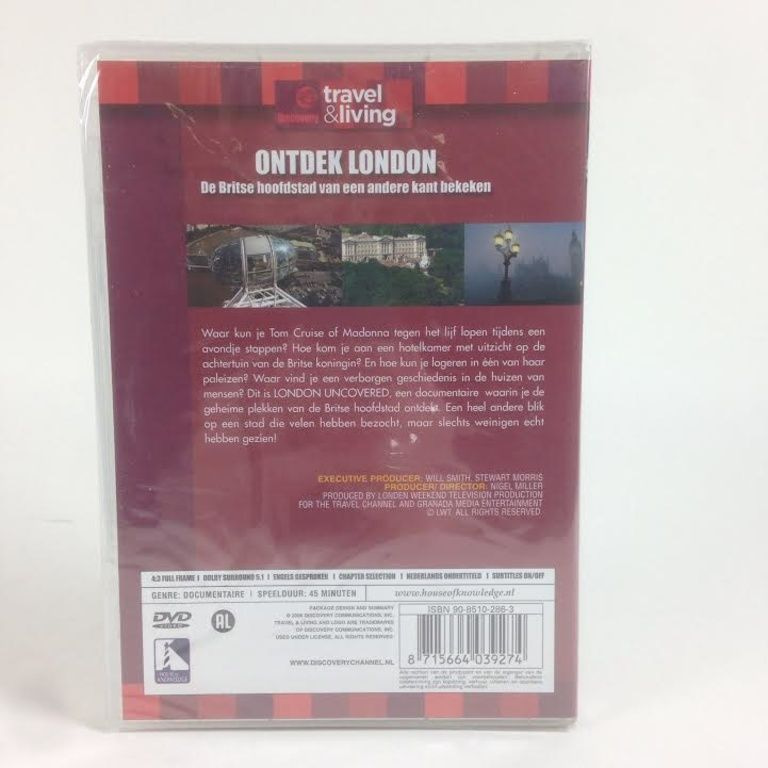 Discovery
travel
&living
ONTDEK LONDON
De Britse hoofdstad van een andere kant bekeken
Waar kun je Tom Cruise of Madonna tegen het lijf lopen tijdens een
avondje stappen? Hoe kom je aan een hotelkamer met uitzicht op de
achtertuin van de Britse koningin? En hoe kun je logeren in één van haar
paleizen? Waar vind je een verborgen geschiedenis in de huizen van
mensen? Dit is LONDON UNCOVERED, een documentaire waarin je de
geheime plekken van de Britse hoofdstad ontdekt. Een heel andere blik
op een stad die velen hebben bezocht, maar slechts weinigen echt
hebben gezien!
EXECUTIVE PRODUCER: WILL SMITH, STEWART MORRIS
PRODUCER/ DIRECTOR: NIGEL MILLER
PRODUCED BY LONDEN WEEKEND TELEVISION PRODUCTION
FOR THE TRAVEL CHANNEL AND GRANADA MEDIA ENTERTAINMENT
© LWT. ALL RIGHTS RESERVED.
4:3 FULL FRAME | DOLBY SURROUND 5.1 | ENGELS GESPROKEN | CHAPTER SELECTION | NEDERLANDS ONDERTITELD | SUBTITLES ON/OFF
GENRE: DOCUMENTAIRE | SPEELDUUR: 45 MINUTEN
www.houseofknowledge.nl
DVD
VIDEO
AL
HOUSE OF
KNOWLEDGE
PACKAGE DESIGN AND SUMMARY
© 2006 DISCOVERY COMMUNICATIONS, INC.
TRAVEL & LIVING AND LOGO ARE TRADEMARKS
OF DISCOVERY COMMUNICATIONS, INC.
USED UNDER LICENSE. ALL RIGHTS RESERVED.
WWW.DISCOVERYCHANNEL.NL
ISBN 90-8510-286-3
8 715664 039274